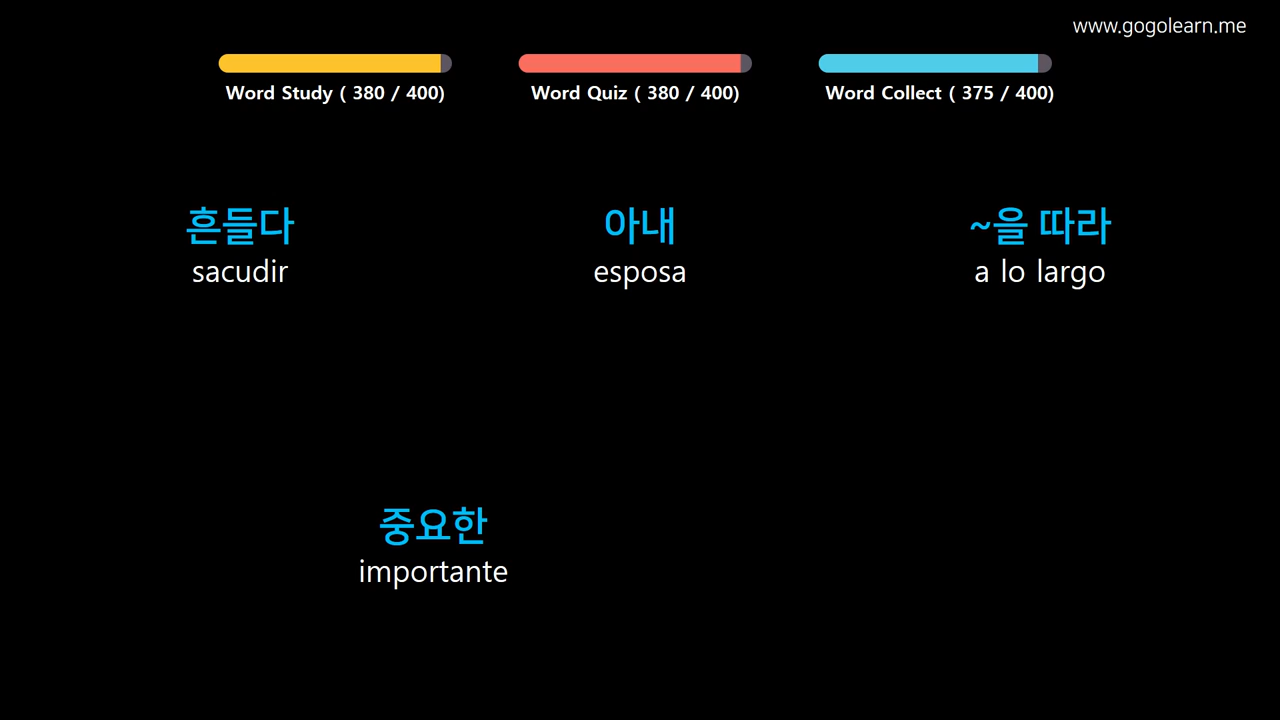 www.gogolearn.me
Word Study ( 380 / 400)
Word Quiz ( 380 / 400)
Word Collect ( 375 / 400)
흔들다
sacudir
아내
esposa
~을 따라
a lo largo
중요한
importante